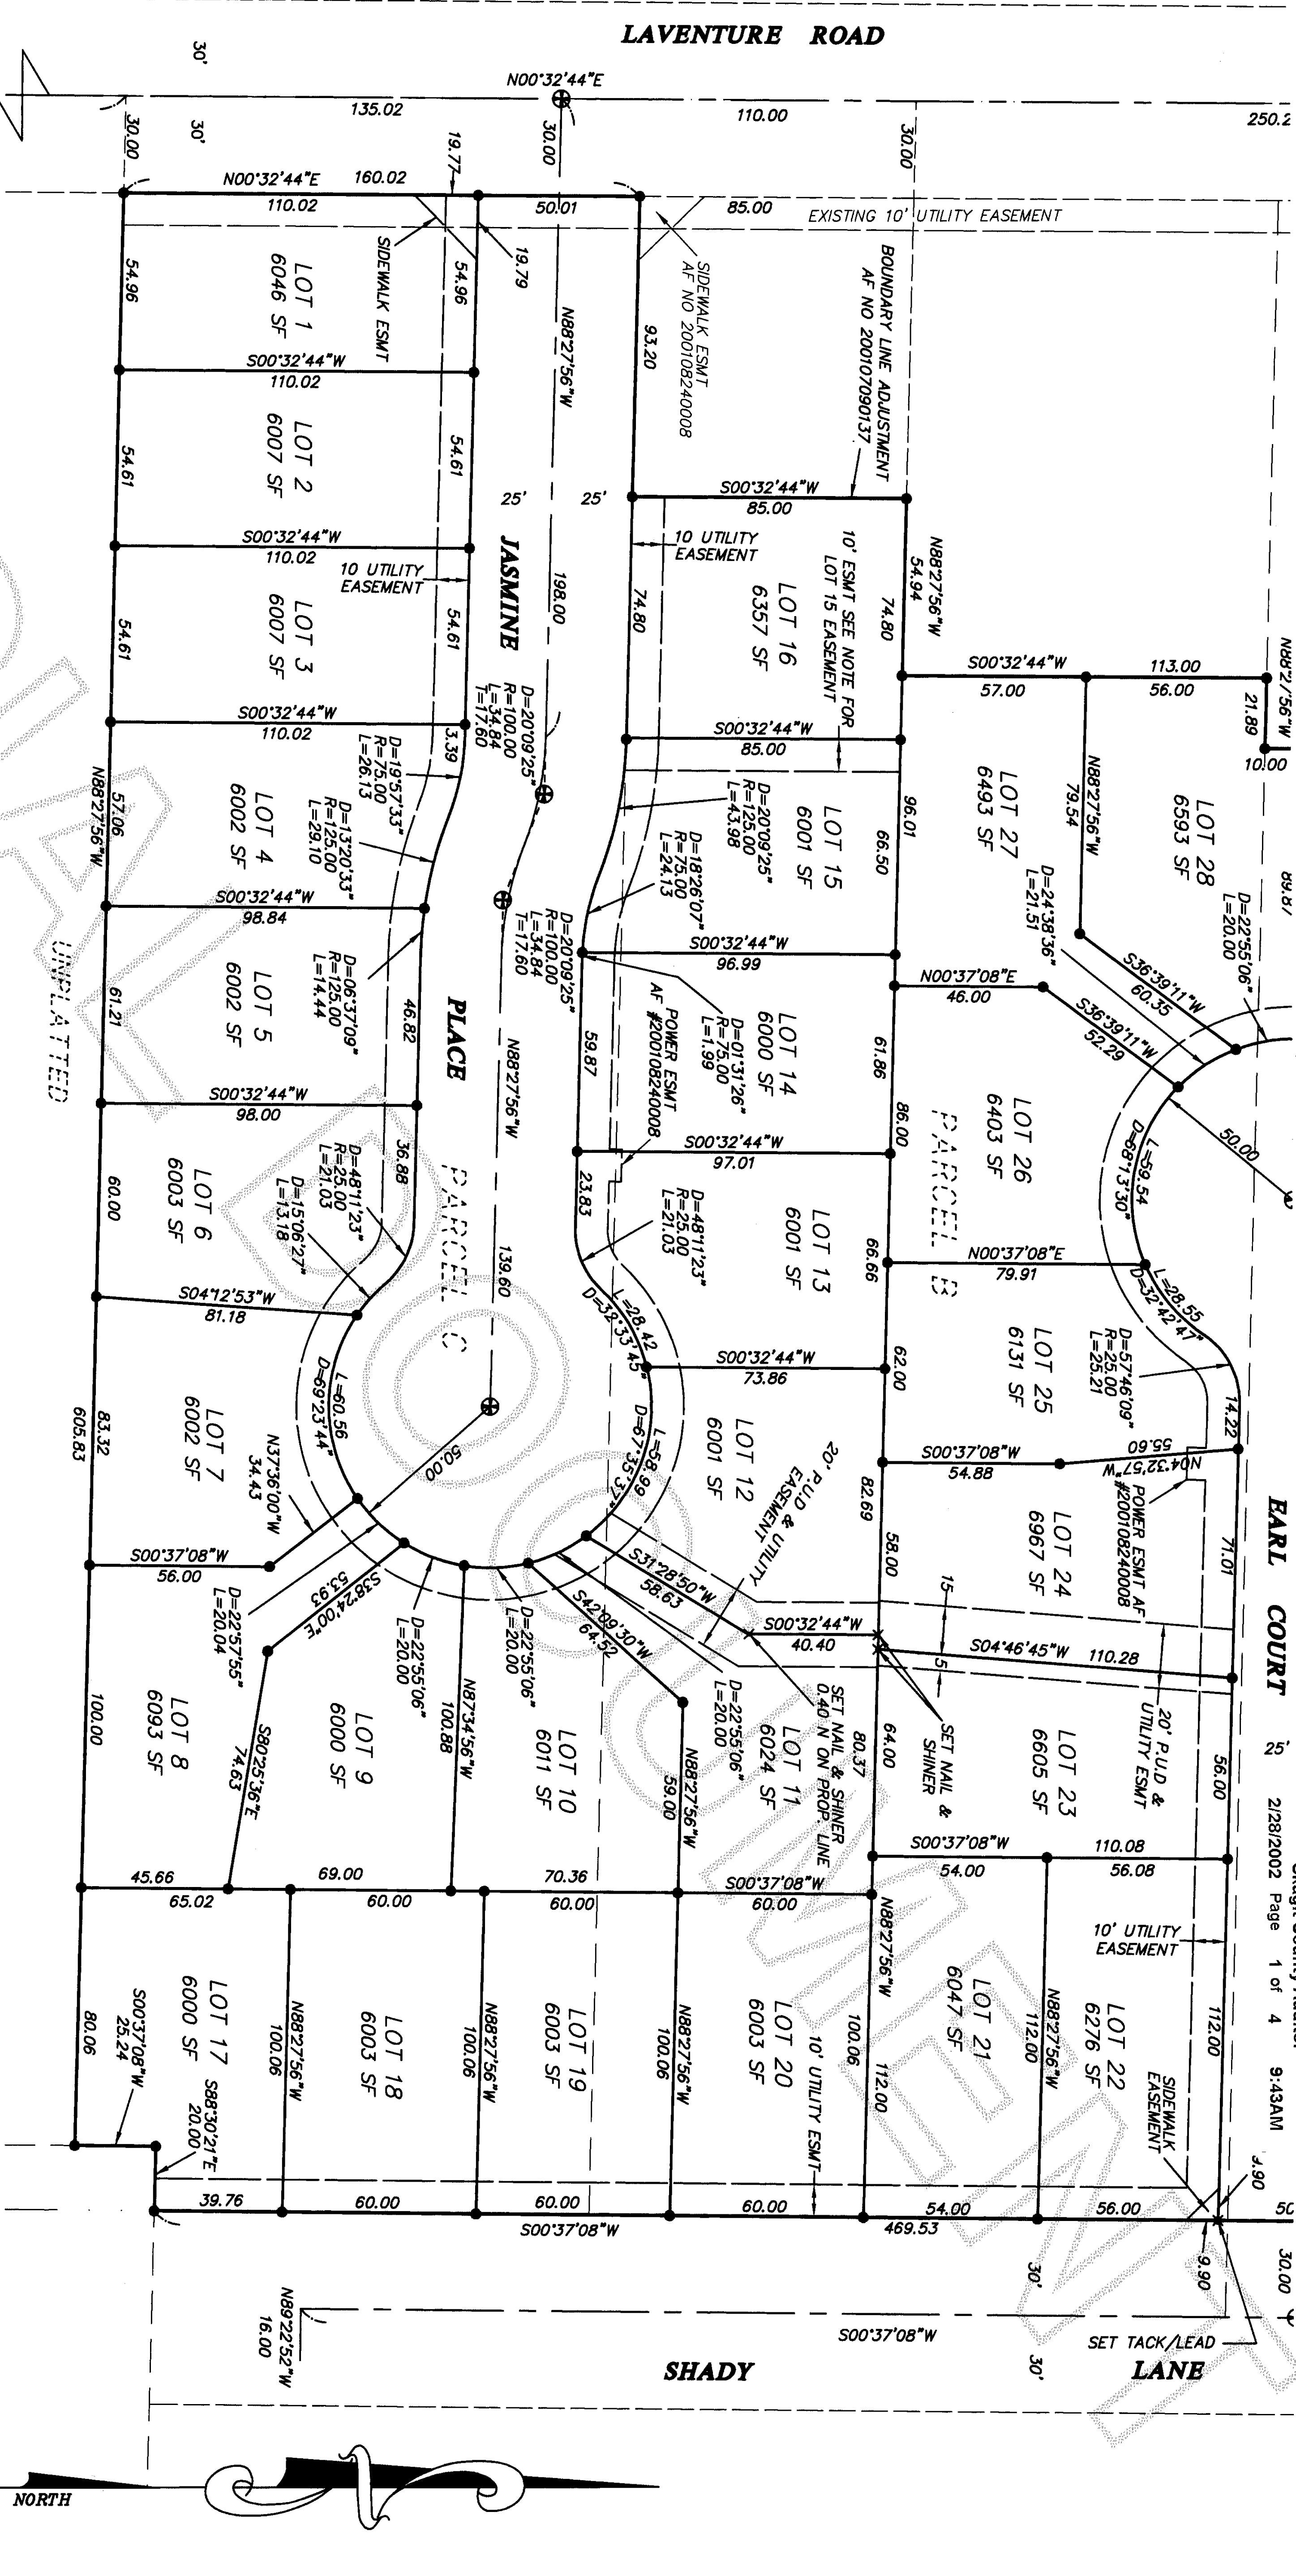 LAVENTURE ROAD
N00°32'44"E
135.02
110.00
250.2
30'
30'
30.00
30.00
30.00
19.77
N00°32'44"E 160.02
110.02
50.01
85.00
EXISTING 10' UTILITY EASEMENT
19.79
SIDEWALK ESMT
SIDEWALK ESMT
AF NO 200108240008
BOUNDARY LINE ADJUSTMENT
AF NO 200107090137
54.96
LOT 1
6046 SF
54.96
N88°27'56"W
93.20
S00°32'44"W
110.02
54.61
LOT 2
6007 SF
54.61
25'
25'
S00°32'44"W
85.00
S00°32'44"W
110.02
10 UTILITY
EASEMENT
10 UTILITY
EASEMENT
10' ESMT SEE NOTE FOR
LOT 15 EASEMENT
54.61
LOT 3
6007 SF
54.61
JASMINE
198.00
74.80
LOT 16
6357 SF
74.80
N88°27'56"W
54.94
S00°32'44"W
57.00
113.00
56.00
N88°27'56"W
21.89
10.00
S00°32'44"W
110.02
3.39
D=20°09'25"
R=100.00
L=34.84
T=17.60
S00°32'44"W
85.00
D=19°57'33"
R=75.00
L=26.13
D=13°20'33"
R=125.00
L=29.10
57.06
N88°27'56"W
LOT 4
6002 SF
D=20°09'25"
R=125.00
L=43.98
LOT 15
6001 SF
66.50
96.01
LOT 27
6493 SF
N88°27'56"W
79.54
LOT 28
6593 SF
89.87
D=18°26'07"
R=75.00
L=24.13
D=24°38'36"
L=21.51
D=22°55'06"
L=20.00
S00°32'44"W
98.84
D=20°09'25"
R=100.00
L=34.84
T=17.60
S00°32'44"W
96.99
S36°39'11"W
60.35
N00°37'08"E
46.00
S36°39'11"W
52.29
UNPLATTED
61.21
LOT 5
6002 SF
D=06°37'09"
R=125.00
L=14.44
46.82
PLACE
N88°27'56"W
59.87
POWER ESMT
AF #200108240008
D=01°31'26"
R=75.00
L=1.99
LOT 14
6000 SF
61.86
86.00
PARCEL B
LOT 26
6403 SF
L=59.54
D=68°13'30"
50.00
S00°32'44"W
98.00
S00°32'44"W
97.01
60.00
LOT 6
6003 SF
D=48°11'23"
R=25.00
L=21.03
D=15°06'27"
L=13.18
36.88
PARCEL C
139.60
23.83
D=48°11'23"
R=25.00
L=21.03
LOT 13
6001 SF
66.66
N00°37'08"E
79.91
L=28.55
D=32°42'47"
S04°12'53"W
81.18
L=28.42
D=32°33'45"
S00°32'44"W
73.86
62.00
LOT 25
6131 SF
D=57°46'09"
R=25.00
L=25.21
14.22
83.32
605.83
LOT 7
6002 SF
N37°36'00"W
34.43
L=60.56
D=69°23'44"
50.00
L=58.99
D=67°35'37"
LOT 12
6001 SF
20' P.U.D & UTILITY
EASEMENT
82.69
S00°37'08"W
54.88
N04°32'57"W
55.60
POWER ESMT AF
#200108240008
EARL COURT
S00°37'08"W
56.00
D=22°57'55"
L=20.04
S38°24'00"E
53.93
D=22°55'06"
L=20.00
D=22°55'06"
L=20.00
S31°28'50"W
58.63
S42°09'30"W
64.52
58.00
LOT 24
6967 SF
71.01
S00°32'44"W
40.40
15
5
S04°46'45"W 110.28
100.00
LOT 8
6093 SF
S80°25'36"E
74.63
LOT 9
6000 SF
N87°34'56"W
100.88
LOT 10
6011 SF
N88°27'56"W
59.00
D=22°55'06"
L=20.00
LOT 11
6024 SF
SET NAIL & SHINER
0.40 N ON PROP. LINE
80.37
64.00
SET NAIL &
SHINER
LOT 23
6605 SF
20' P.U.D &
UTILITY ESMT
56.00
25'
2/28/2002 Page 1 of 4 9:43AM
S00°37'08"W
54.00
110.08
56.08
45.66
65.02
69.00
60.00
70.36
60.00
S00°37'08"W
60.00
10' UTILITY
EASEMENT
80.06
S00°37'08"W
25.24
LOT 17
6000 SF
S88°30'21"E
20.00
N88°27'56"W
100.06
LOT 18
6003 SF
N88°27'56"W
100.06
LOT 19
6003 SF
N88°27'56"W
100.06
LOT 20
6003 SF
10' UTILITY ESMT
N88°27'56"W
100.06
112.00
LOT 21
6047 SF
N88°27'56"W
112.00
LOT 22
6276 SF
SIDEWALK
EASEMENT
112.00
9.90
39.76
60.00
60.00
60.00
54.00
56.00
50
S00°37'08"W
469.53
30'
9.90
30.00
N89°22'52"W
16.00
S00°37'08"W
SET TACK/LEAD
30'
SHADY LANE
NORTH